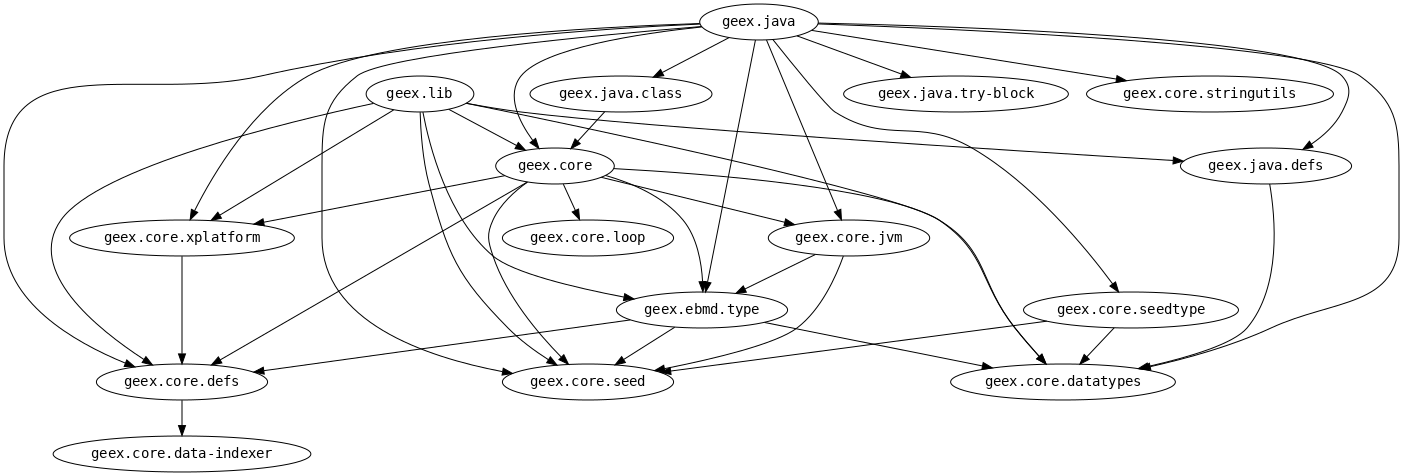 geex.java
geex.lib
geex.java.class
geex.java.try-block
geex.core.stringutils
geex.core
geex.java.defs
geex.core.xplatform
geex.core.loop
geex.core.jvm
geex.ebmd.type
geex.core.seedtype
geex.core.defs
geex.core.seed
geex.core.datatypes
geex.core.data-indexer